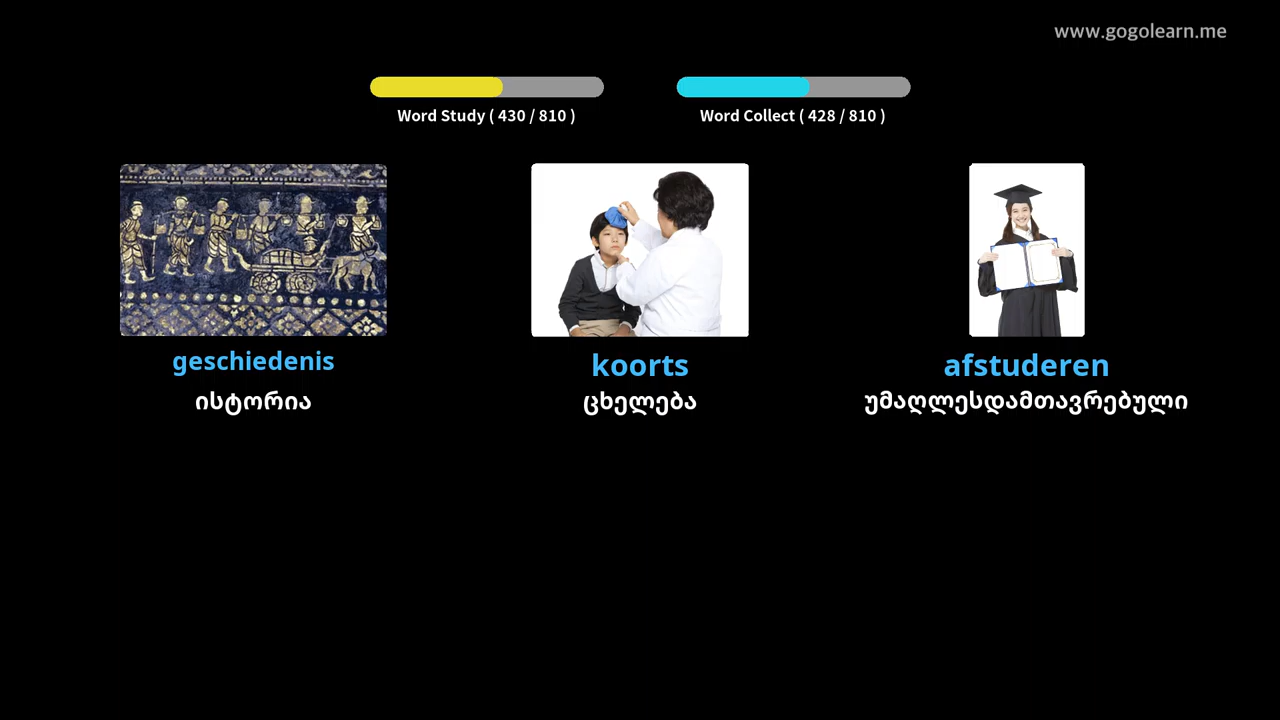 www.gogolearn.me
Word Study ( 430 / 810 )
Word Collect ( 428 / 810 )
geschiedenis
ისტორია
koorts
ცხელება
afstuderen
უმაღლესდამთავრებული